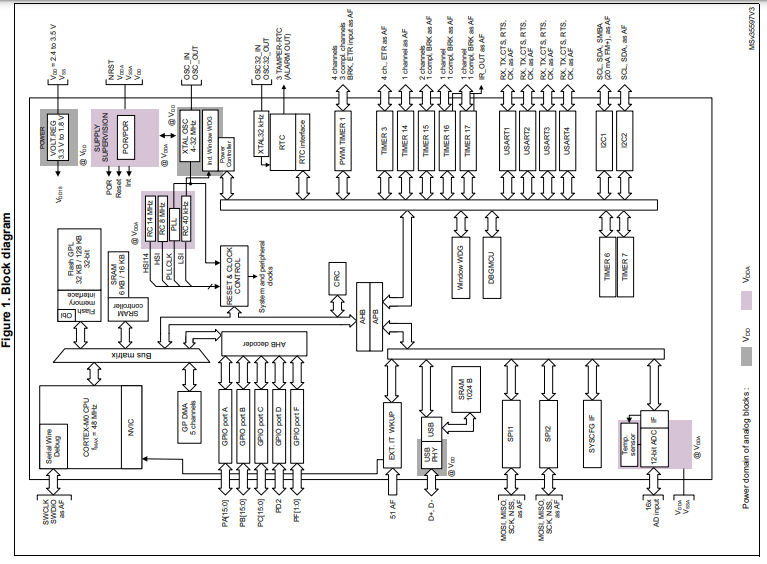 Figure 1. Block diagram
SWCLK
SWDIO
as AF
Serial Wire
Debug
CORTEX-M0 CPU
fMAX = 48 MHz
NVIC
Bus matrix
Obl
Flash
memory
interface
Flash GPL
32 KB / 128 KB
32-bit
SRAM
controller
SRAM
6 KB / 16 KB
GP DMA
5 channels
POWER
VOLT.REG
3.3 V to 1.8 V
VDD18
@ VDD
VDD = 2.4 to 3.5 V
VSS
SUPPLY
SUPERVISION
POR/PDR
POR
Reset
Int
@ VDDA
NRST
VDDA
VSSA
VDD
@ VDD
XTAL OSC
4-32 MHz
OSC_IN
OSC_OUT
Ind. Window WDG
Power
Controller
@ VDDA
RC 14 MHz
RC 8 MHz
PLL
RC 40 kHz
HSI14
HSI
PLLCLK
LSI
RESET & CLOCK
CONTROL
System and peripheral
clocks
XTAL32 kHz
OSC32_IN
OSC32_OUT
RTC
RTC interface
3 TAMPER-RTC
(ALARM OUT)
CRC
AHB decoder
AHB
APB
PA[15:0]
GPIO port A
PB[15:0]
GPIO port B
PC[15:0]
GPIO port C
PD2
GPIO port D
PF[1:0]
GPIO port F
PWM TIMER 1
4 channels
3 compl. channels
BRK, ETR input as AF
TIMER 3
4 ch., ETR as AF
TIMER 14
1 channel as AF
TIMER 15
2 channels
1 compl, BRK as AF
TIMER 16
1 channel
1 compl, BRK as AF
TIMER 17
1 channel
1 compl, BRK as AF
IR_OUT as AF
51 AF
EXT. IT WKUP
Window WDG
DBGMCU
D+, D-
USB
PHY
USB
@ VDD
SRAM
1024 B
USART1
RX, TX,CTS, RTS,
CK, as AF
USART2
RX, TX,CTS, RTS,
CK, as AF
USART3
RX, TX,CTS, RTS,
CK, as AF
USART4
RX, TX,CTS, RTS,
CK, as AF
MOSI, MISO,
SCK, NSS,
as AF
SPI1
MOSI, MISO,
SCK, NSS,
as AF
SPI2
SYSCFG IF
I2C1
SCL, SDA, SMBA
(20 mA FM+), as AF
I2C2
SCL, SDA, as AF
TIMER 6
TIMER 7
Temp.
sensor
12-bit ADC
IF
16x
AD input
VDDA
VSSA
@ VDDA
Power domain of analog blocks :
VDD
VDDA
MSv35597V3